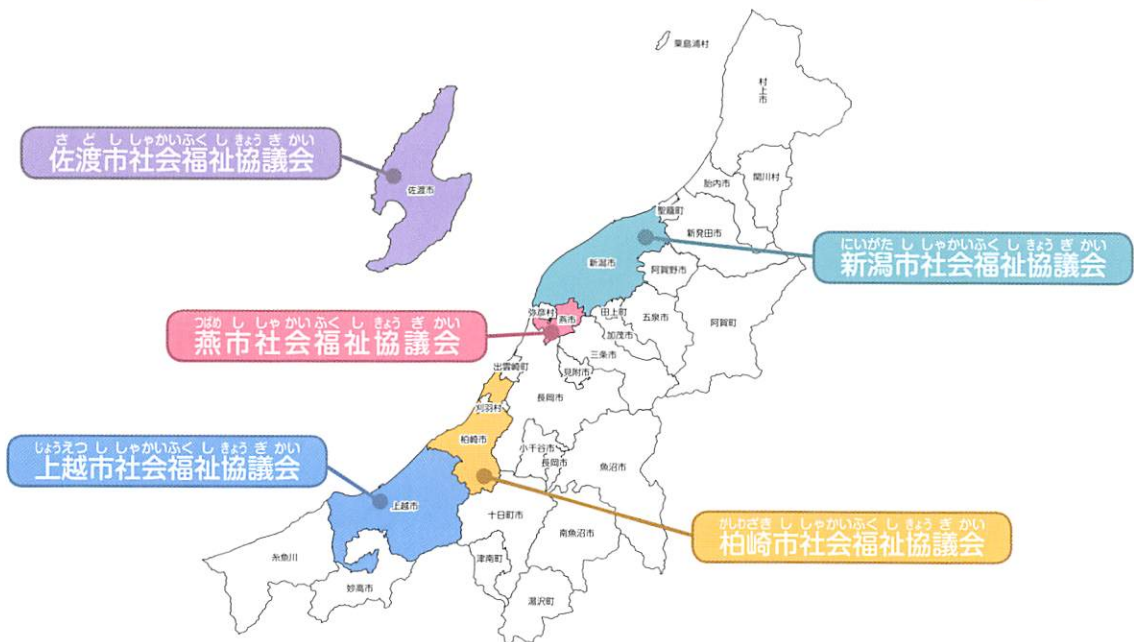 粟島浦村
村上市
さどししゃかいふくしきょうぎかい
佐渡市社会福祉協議会
佐渡市
関川村
胎内市
聖籠町
新発田市
にいがたししゃかいふくしきょうぎかい
新潟市社会福祉協議会
新潟市
阿賀野市
つばめししゃかいふくしきょうぎかい
燕市社会福祉協議会
弥彦村
燕市
田上町
五泉市
阿賀町
加茂市
三条市
出雲崎町
見附市
長岡市
刈羽村
柏崎市
小千谷市
長岡市
魚沼市
じょうえつししゃかいふくしきょうぎかい
上越市社会福祉協議会
上越市
十日町市
南魚沼市
かしわざきししゃかいふくしきょうぎかい
柏崎市社会福祉協議会
糸魚川
妙高市
津南町
湯沢町